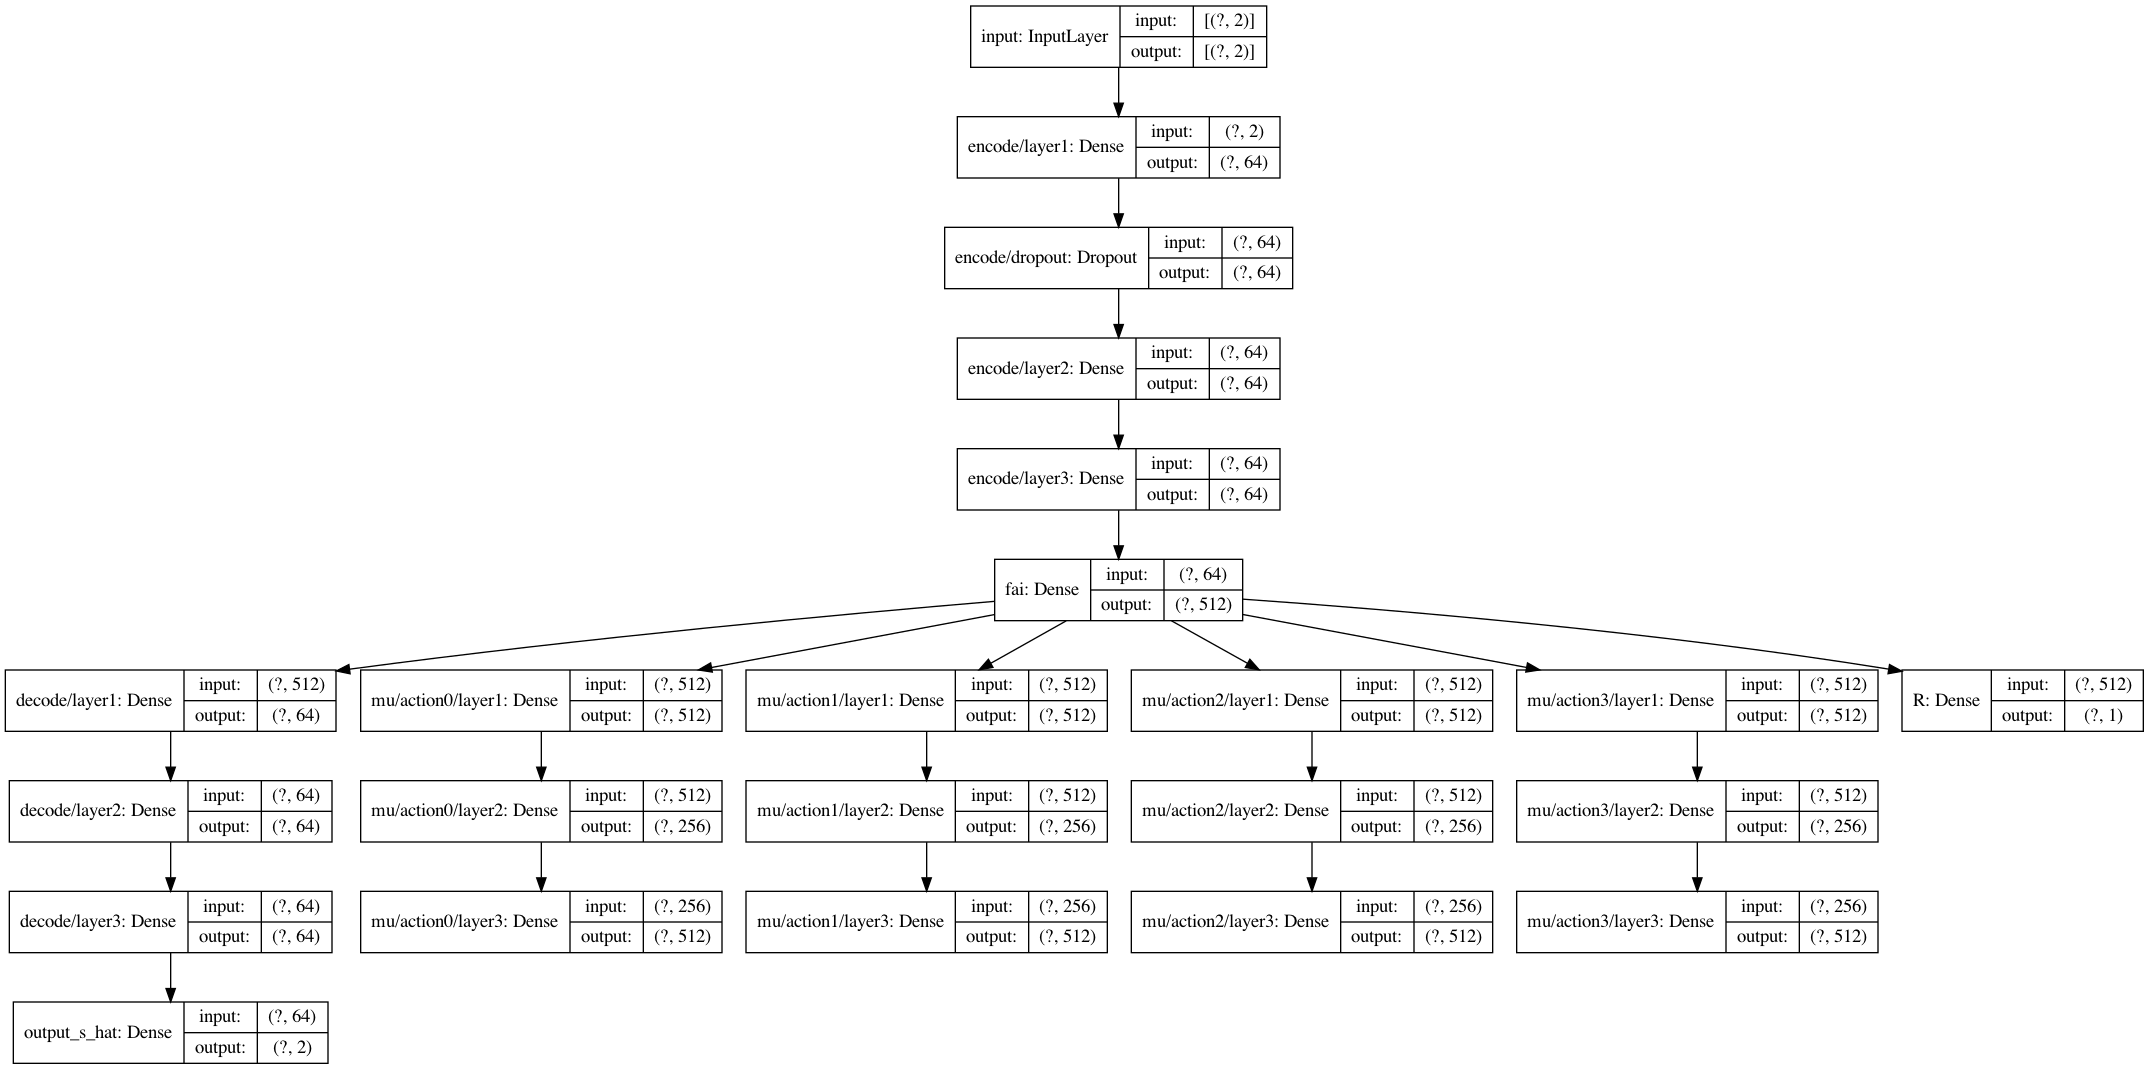 input: InputLayer
input:
[(?, 2)]
output:
[(?, 2)]
encode/layer1: Dense
input:
(?, 2)
output:
(?, 64)
encode/dropout: Dropout
input:
(?, 64)
output:
(?, 64)
encode/layer2: Dense
input:
(?, 64)
output:
(?, 64)
encode/layer3: Dense
input:
(?, 64)
output:
(?, 64)
fai: Dense
input:
(?, 64)
output:
(?, 512)
decode/layer1: Dense
input:
(?, 512)
output:
(?, 64)
mu/action0/layer1: Dense
input:
(?, 512)
output:
(?, 512)
mu/action1/layer1: Dense
input:
(?, 512)
output:
(?, 512)
mu/action2/layer1: Dense
input:
(?, 512)
output:
(?, 512)
mu/action3/layer1: Dense
input:
(?, 512)
output:
(?, 512)
R: Dense
input:
(?, 512)
output:
(?, 1)
decode/layer2: Dense
input:
(?, 64)
output:
(?, 64)
mu/action0/layer2: Dense
input:
(?, 512)
output:
(?, 256)
mu/action1/layer2: Dense
input:
(?, 512)
output:
(?, 256)
mu/action2/layer2: Dense
input:
(?, 512)
output:
(?, 256)
mu/action3/layer2: Dense
input:
(?, 512)
output:
(?, 256)
decode/layer3: Dense
input:
(?, 64)
output:
(?, 64)
mu/action0/layer3: Dense
input:
(?, 256)
output:
(?, 512)
mu/action1/layer3: Dense
input:
(?, 256)
output:
(?, 512)
mu/action2/layer3: Dense
input:
(?, 256)
output:
(?, 512)
mu/action3/layer3: Dense
input:
(?, 256)
output:
(?, 512)
output_s_hat: Dense
input:
(?, 64)
output:
(?, 2)